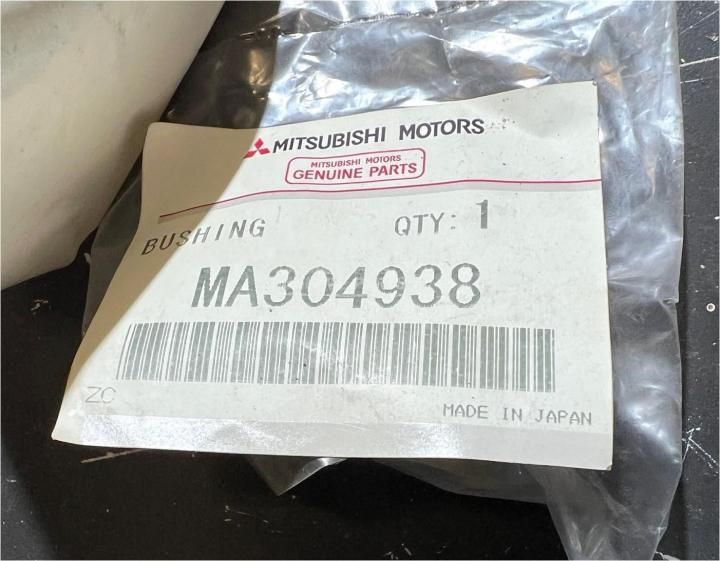 MITSUBISHI MOTORS
MITSUBISHI MOTORS
GENUINE PARTS
BUSHING QTY: 1
MA304938
ZC
MADE IN JAPAN